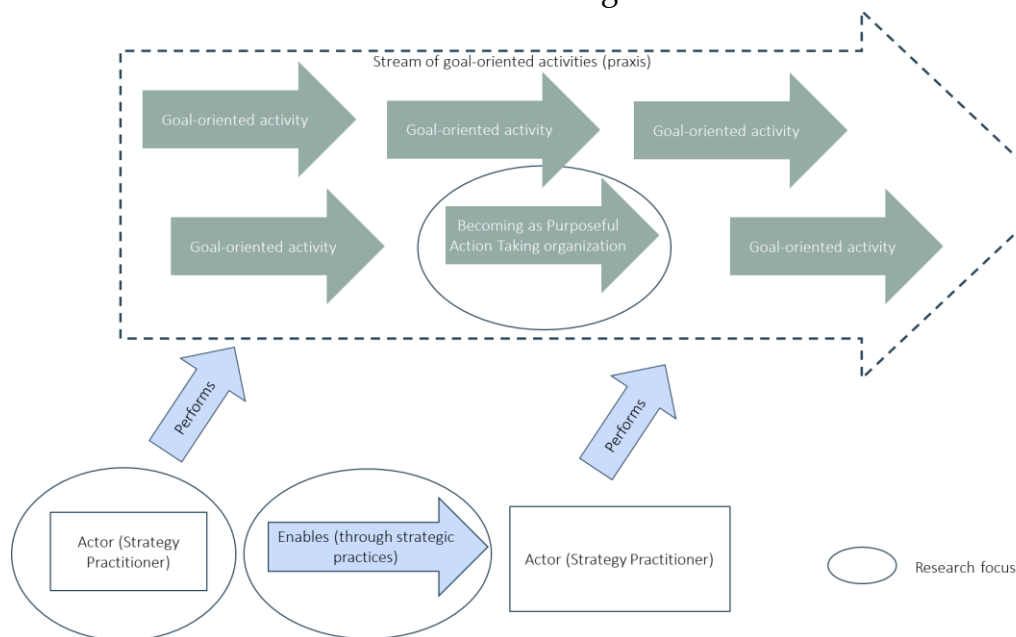 Stream of goal-oriented activities (praxis)
Goal-oriented activity
Goal-oriented activity
Goal-oriented activity
Goal-oriented activity
Becoming as Purposeful
Action Taking organization
Goal-oriented activity
Performs
Performs
Actor (Strategy
Practitioner)
Enables (through strategic
practices)
Actor (Strategy Practitioner)
Research focus